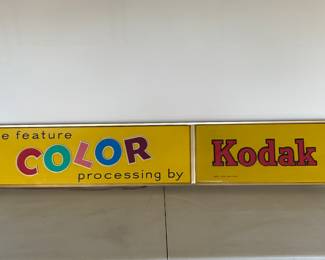 e feature
COLOR
processing by
Kodak